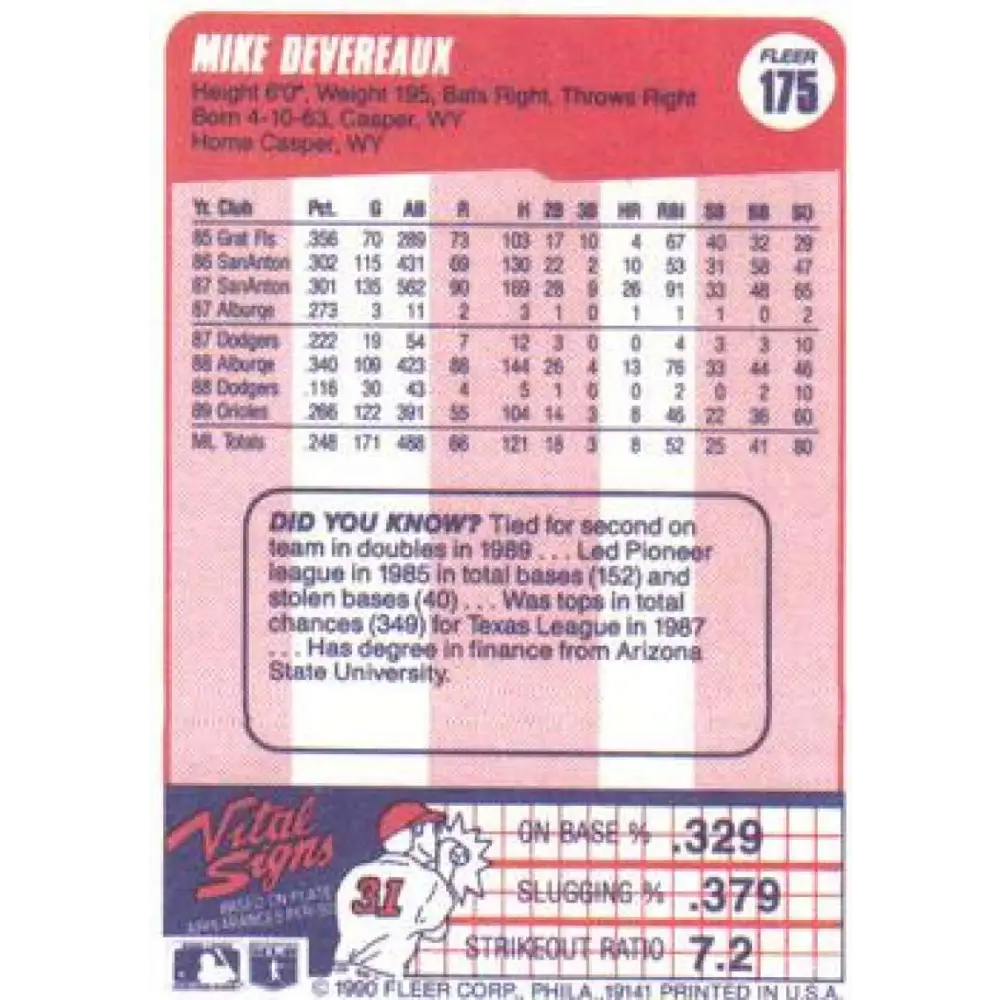 MIKE DEVEREAUX
FLEER
175
Height 6'0", Weight 195, Bats Right, Throws Right
Born 4-10-63, Casper, WY
Home Casper, WY
Yr. Club Pct. G AB R H 2B 3B HR RBI SB BB SO
85 Grat Fls .356 70 289 73 103 17 10 4 67 40 32 29
86 SanAnton .302 115 431 69 130 22 2 10 53 31 58 47
87 SanAnton .301 135 562 90 169 28 9 26 91 33 48 65
87 Alburqe .273 3 11 2 3 1 0 1 1 1 0 2
87 Dodgers .222 19 54 7 12 3 0 0 4 3 3 10
88 Alburqe .340 109 423 88 144 26 4 13 76 33 44 46
88 Dodgers .116 30 43 4 5 1 0 0 2 0 2 10
89 Orioles .266 122 391 55 104 14 3 8 46 22 36 60
ML Totals .248 171 488 66 121 18 3 8 52 25 41 80
DID YOU KNOW? Tied for second on
team in doubles in 1989 . . . Led Pioneer
league in 1985 in total bases (152) and
stolen bases (40) . . . Was tops in total
chances (349) for Texas League in 1987
. . . Has degree in finance from Arizona
State University.
Vital
Signs
BASED ON PLATE
APPEARANCES PER SO
31
ON BASE % .329
SLUGGING % .379
STRIKEOUT RATIO 7.2
© 1990 FLEER CORP., PHILA.,19141 PRINTED IN U.S.A.